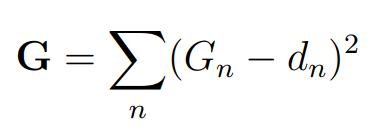 G = ∑_n (G_n − d_n)^2